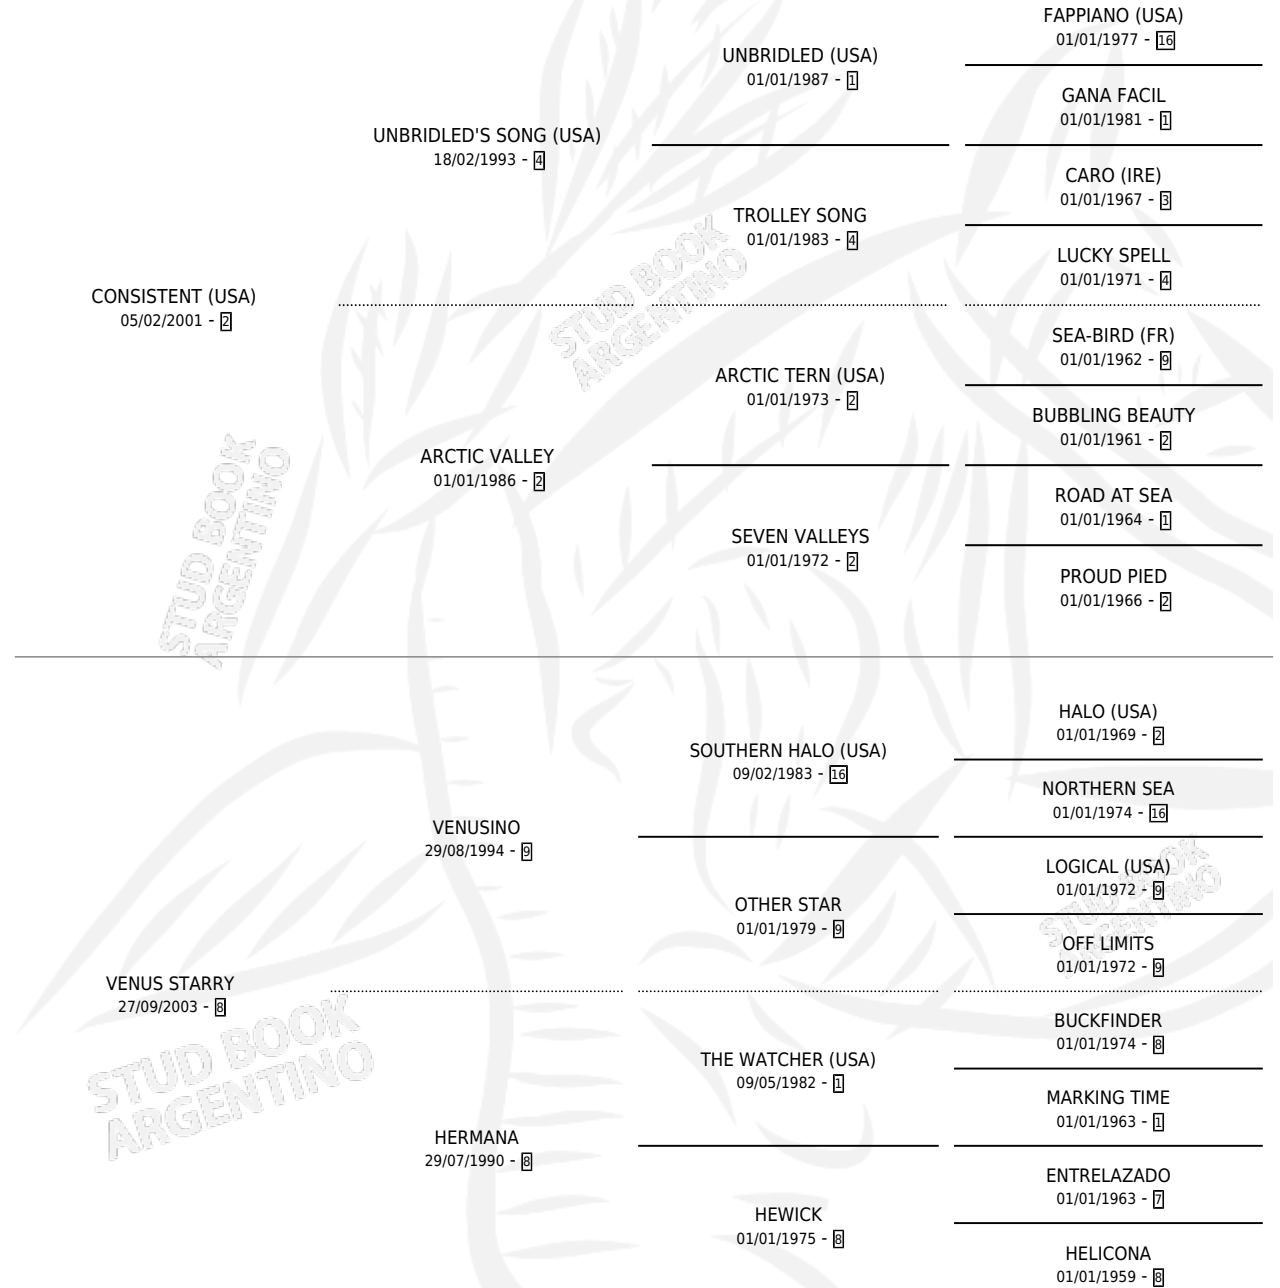 FAPPIANO (USA)
01/01/1977 - 16
UNBRIDLED (USA)
01/01/1987 - 1
GANA FACIL
01/01/1981 - 1
UNBRIDLED'S SONG (USA)
18/02/1993 - 4
CARO (IRE)
01/01/1967 - 3
TROLLEY SONG
01/01/1983 - 4
LUCKY SPELL
01/01/1971 - 4
CONSISTENT (USA)
05/02/2001 - 2
SEA-BIRD (FR)
01/01/1962 - 9
ARCTIC TERN (USA)
01/01/1973 - 2
BUBBLING BEAUTY
01/01/1961 - 2
ARCTIC VALLEY
01/01/1986 - 2
ROAD AT SEA
01/01/1964 - 1
SEVEN VALLEYS
01/01/1972 - 2
PROUD PIED
01/01/1966 - 2
HALO (USA)
01/01/1969 - 2
SOUTHERN HALO (USA)
09/02/1983 - 16
NORTHERN SEA
01/01/1974 - 16
VENUSINO
29/08/1994 - 9
LOGICAL (USA)
01/01/1972 - 9
OTHER STAR
01/01/1979 - 9
OFF LIMITS
01/01/1972 - 9
VENUS STARRY
27/09/2003 - 8
BUCKFINDER
01/01/1974 - 8
THE WATCHER (USA)
09/05/1982 - 1
MARKING TIME
01/01/1963 - 1
HERMANA
29/07/1990 - 8
ENTRELAZADO
01/01/1963 - 7
HEWICK
01/01/1975 - 8
HELICONA
01/01/1959 - 8
STUD BOOK
ARGENTINO
STUD BOOK
ARGENTINO
STUD BOOK
ARGENTINO
STUD BOOK
ARGENTINO